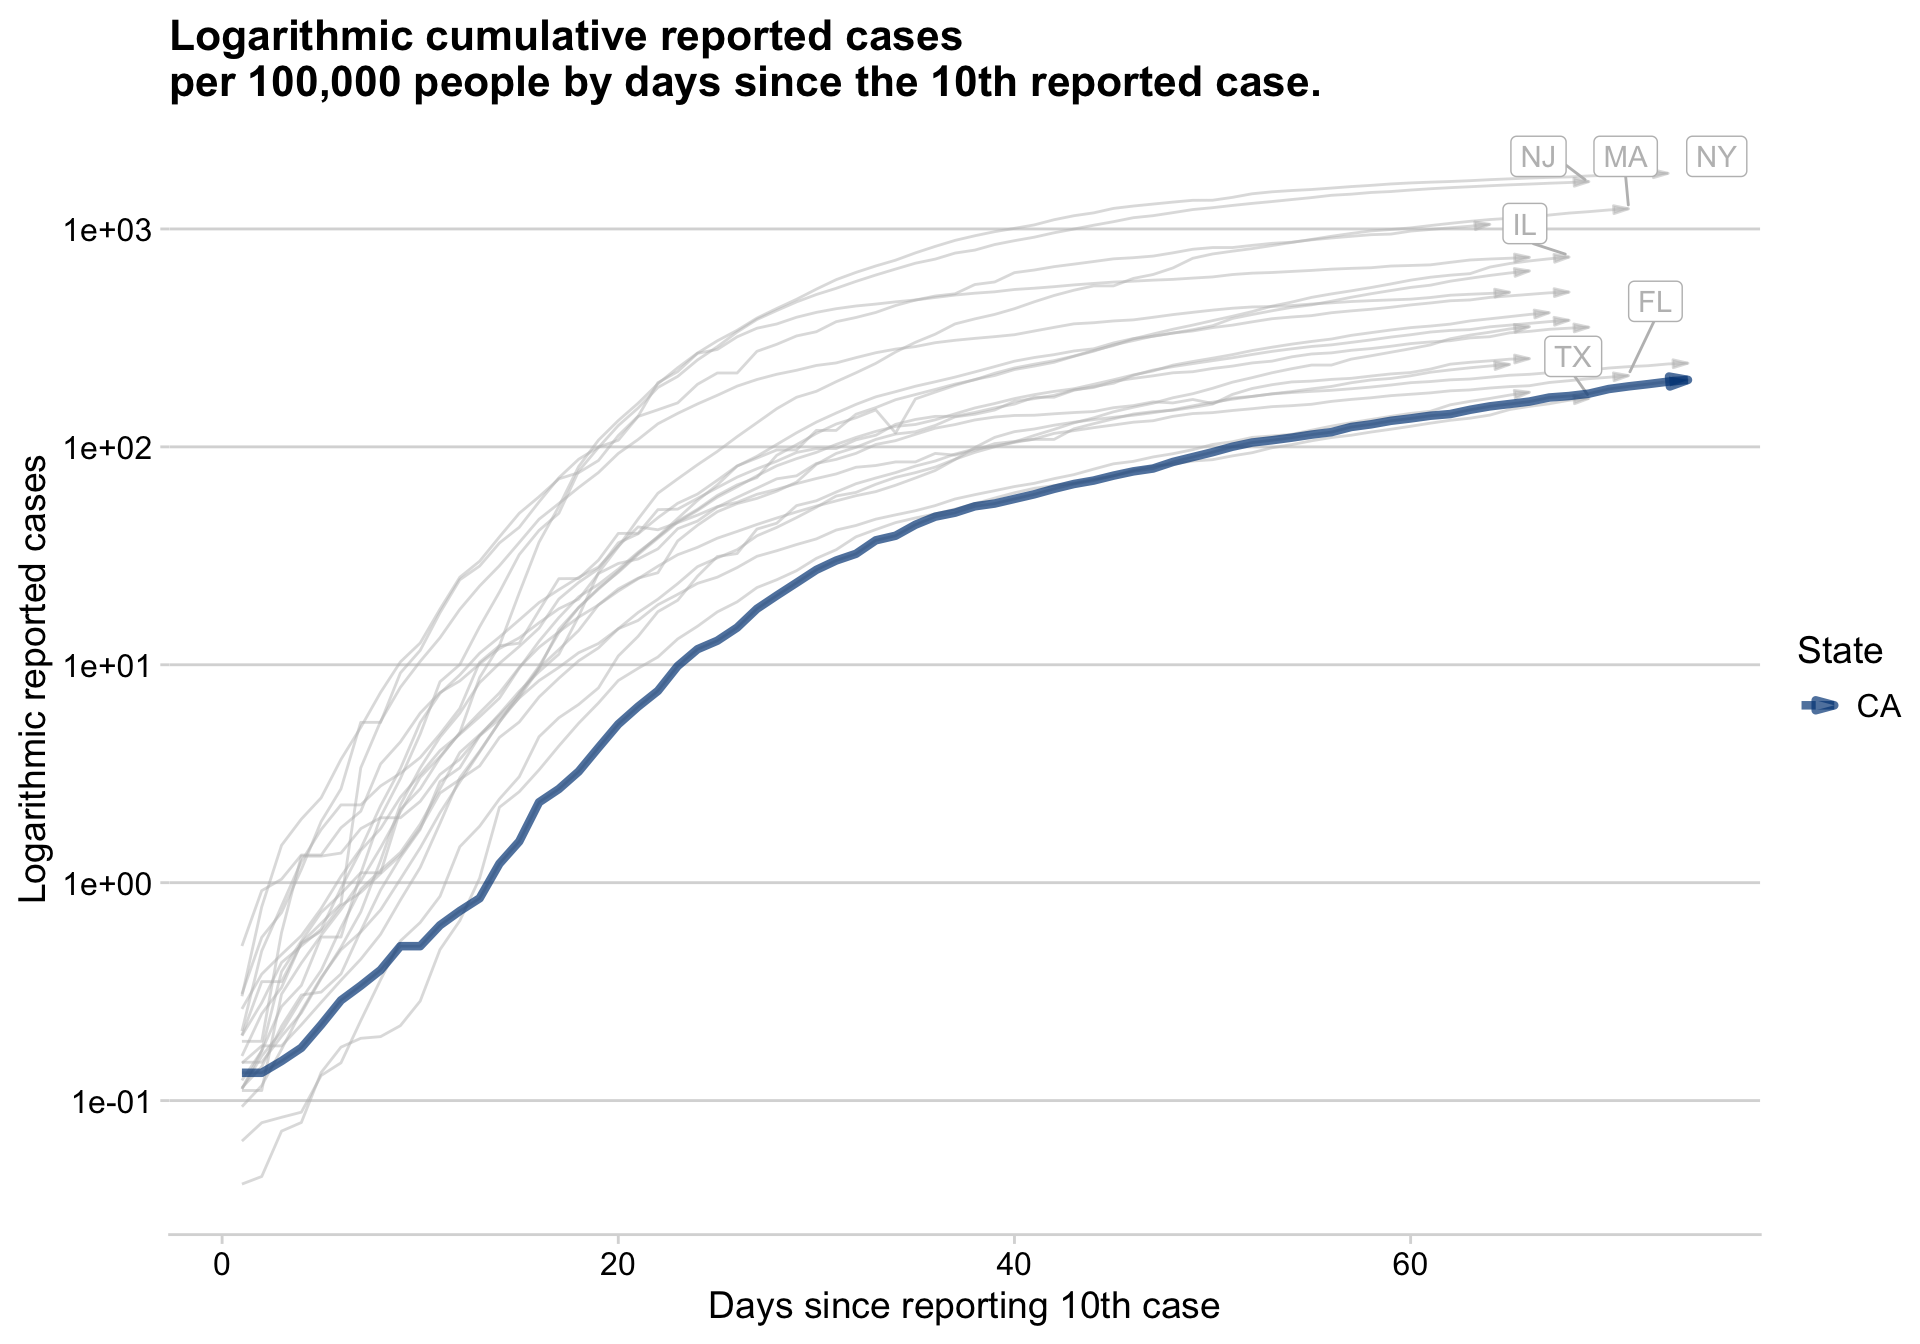 Logarithmic cumulative reported cases
per 100,000 people by days since the 10th reported case.
NJ
MA
NY
IL
FL
TX
1e+03
1e+02
1e+01
1e+00
1e-01
Logarithmic reported cases
State
CA
0
20
40
60
Days since reporting 10th case